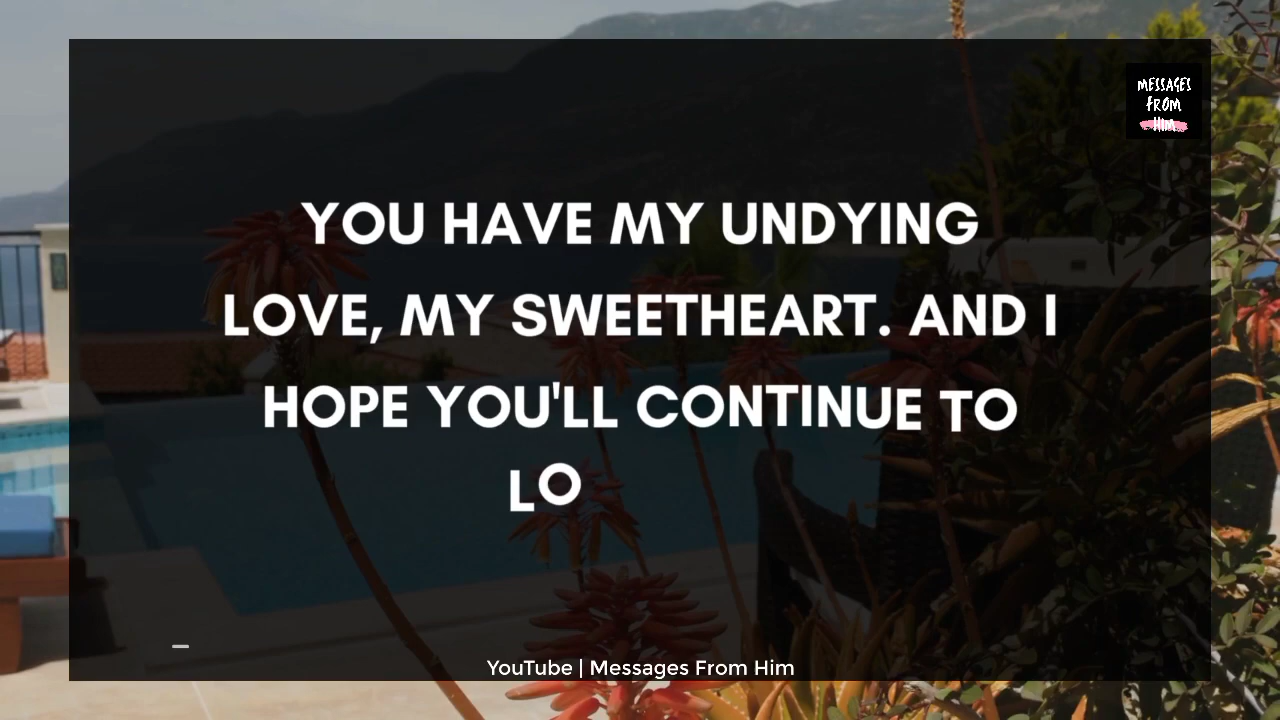 MESSAGES
FROM
HIM
YOU HAVE MY UNDYING
LOVE, MY SWEETHEART. AND I
HOPE YOU'LL CONTINUE TO
LO
YouTube | Messages From Him